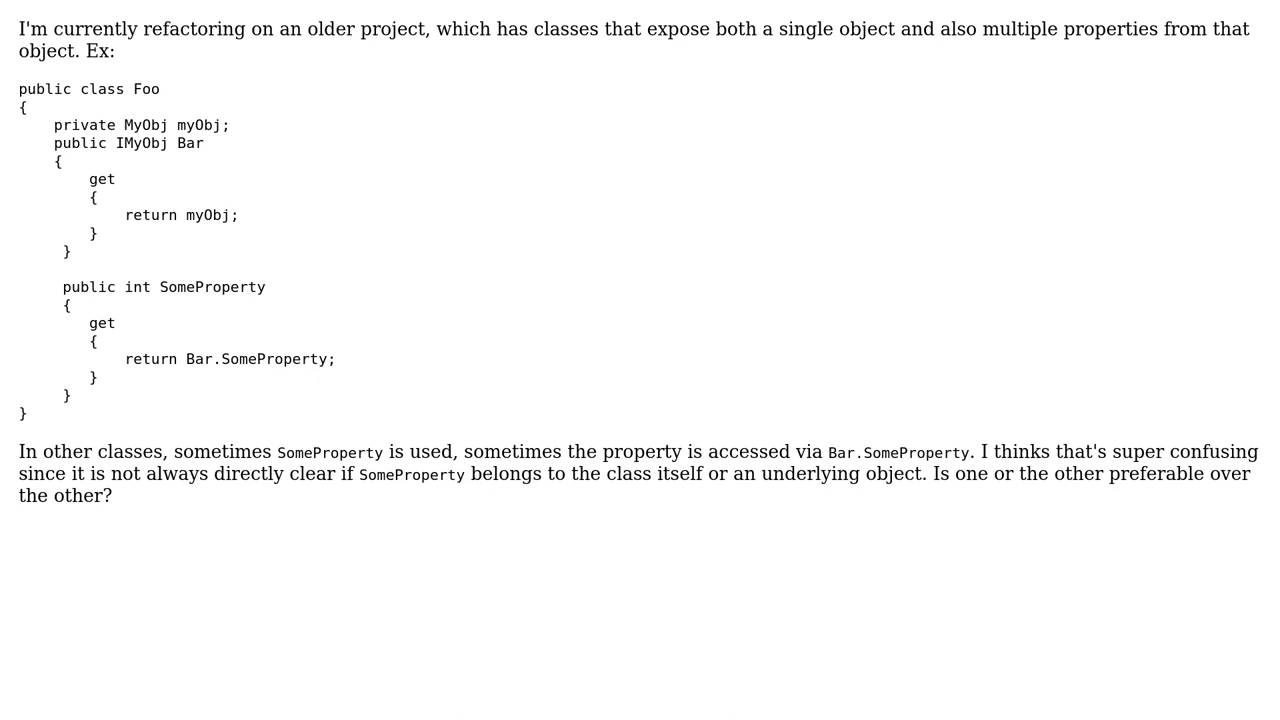 I'm currently refactoring on an older project, which has classes that expose both a single object and also multiple properties from that
object. Ex:
public class Foo
{
    private MyObj myObj;
    public IMyObj Bar
    {
        get
        {
            return myObj;
        }
     }

     public int SomeProperty
     {
        get
        {
            return Bar.SomeProperty;
        }
     }
}
In other classes, sometimes SomeProperty is used, sometimes the property is accessed via Bar.SomeProperty. I thinks that's super confusing
since it is not always directly clear if SomeProperty belongs to the class itself or an underlying object. Is one or the other preferable over
the other?